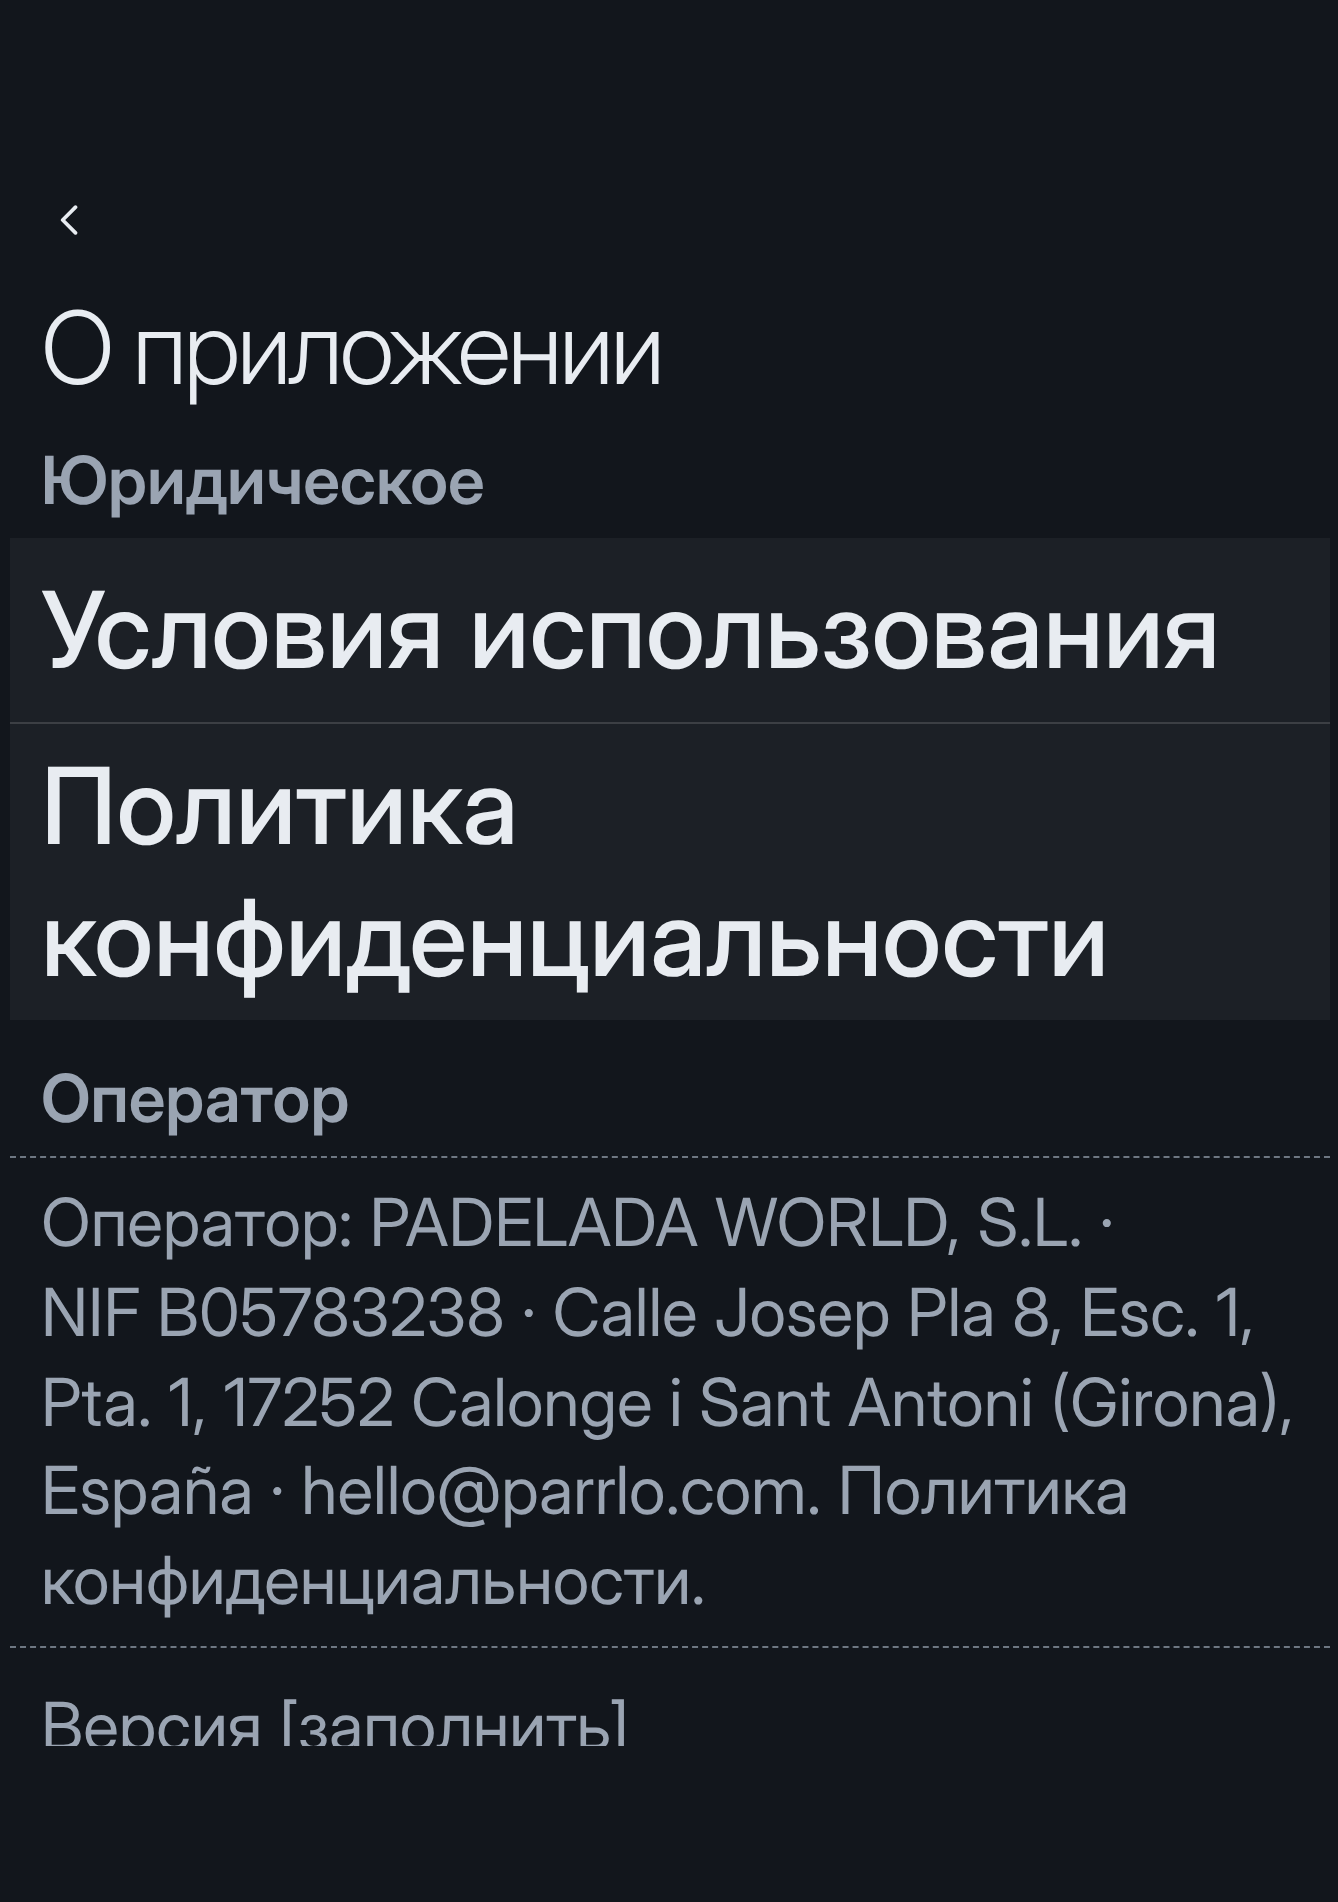 О приложении
Юридическое
Условия использования
Политика
конфиденциальности
Оператор
Оператор: PADELADA WORLD, S.L. ·
NIF B05783238 · Calle Josep Pla 8, Esc. 1,
Pta. 1, 17252 Calonge i Sant Antoni (Girona),
España · hello@parrlo.com. Политика
конфиденциальности.
Версия [заполнить]